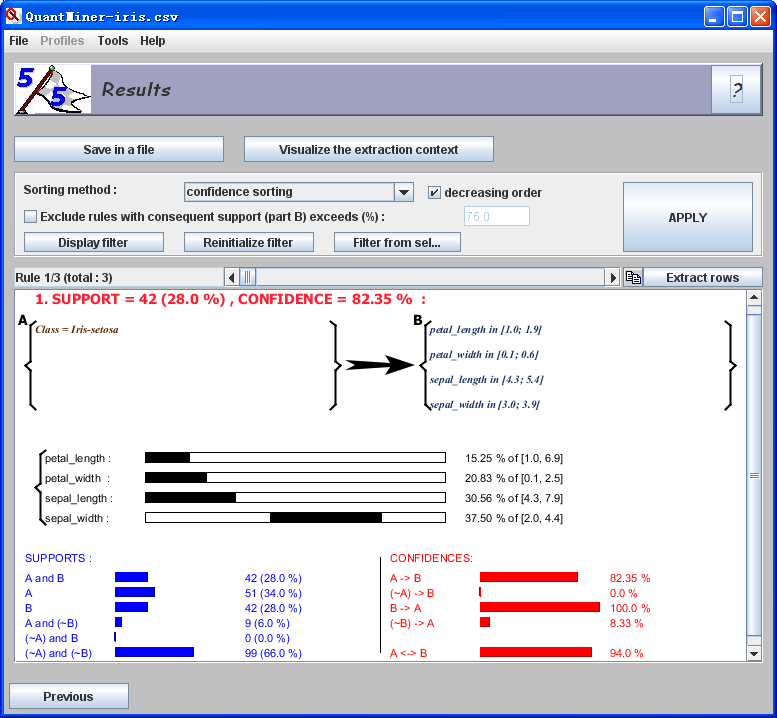 QuantMiner-iris.csv
File Profiles Tools Help
5 5 Results ?
Save in a file Visualize the extraction context
Sorting method : confidence sorting decreasing order
Exclude rules with consequent support (part B) exceeds (%) : 75.0
APPLY
Display filter Reinitialize filter Filter from sel...
Rule 1/3 (total : 3) Extract rows
1. SUPPORT = 42 (28.0 %) , CONFIDENCE = 82.35 % :
A B
Class = Iris-setosa petal_length in [1.0; 1.9]
petal_width in [0.1; 0.6]
sepal_length in [4.3; 5.4]
sepal_width in [3.0; 3.9]
petal_length : 15.25 % of [1.0, 6.9]
petal_width : 20.83 % of [0.1, 2.5]
sepal_length : 30.56 % of [4.3, 7.9]
sepal_width : 37.50 % of [2.0, 4.4]
SUPPORTS : CONFIDENCES:
A and B 42 (28.0 %) A -> B 82.35 %
A 51 (34.0 %) (~A) -> B 0.0 %
B 42 (28.0 %) B -> A 100.0 %
A and (~B) 9 (6.0 %) (~B) -> A 8.33 %
(~A) and B 0 (0.0 %)
(~A) and (~B) 99 (66.0 %) A <-> B 94.0 %
Previous